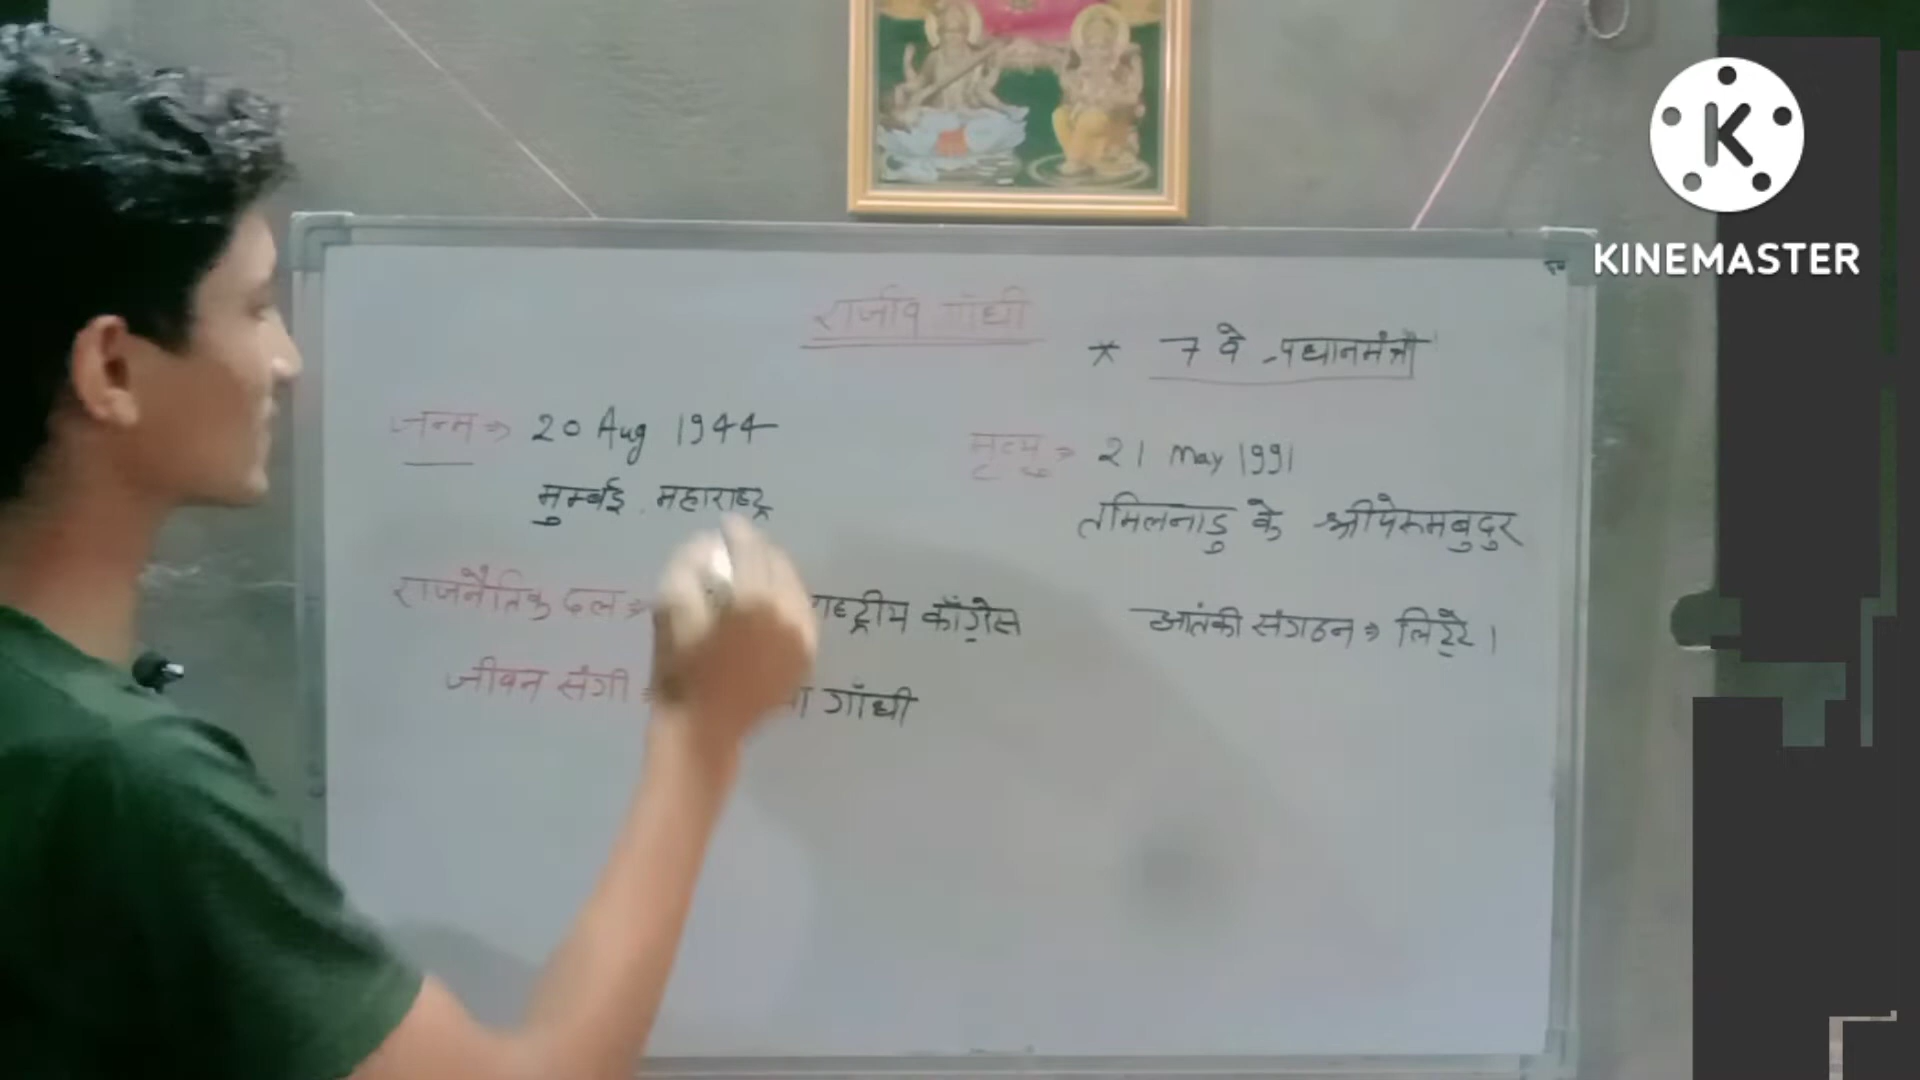 राजीव गाँधी
* 7 वे प्रधानमंत्री
जन्म ⇒ 20 Aug 1944
मुम्बई, महाराष्ट्र
मृत्यु ⇒ 21 May 1991
तमिलनाडु के श्रीपेरूमबुदुर
राजनैतिक दल ⇒ राष्ट्रीय काँग्रेस
आंतकी संगठन ⇒ लिट्टे।
जीवन संगी ⇒ गाँधी
K
KINEMASTER